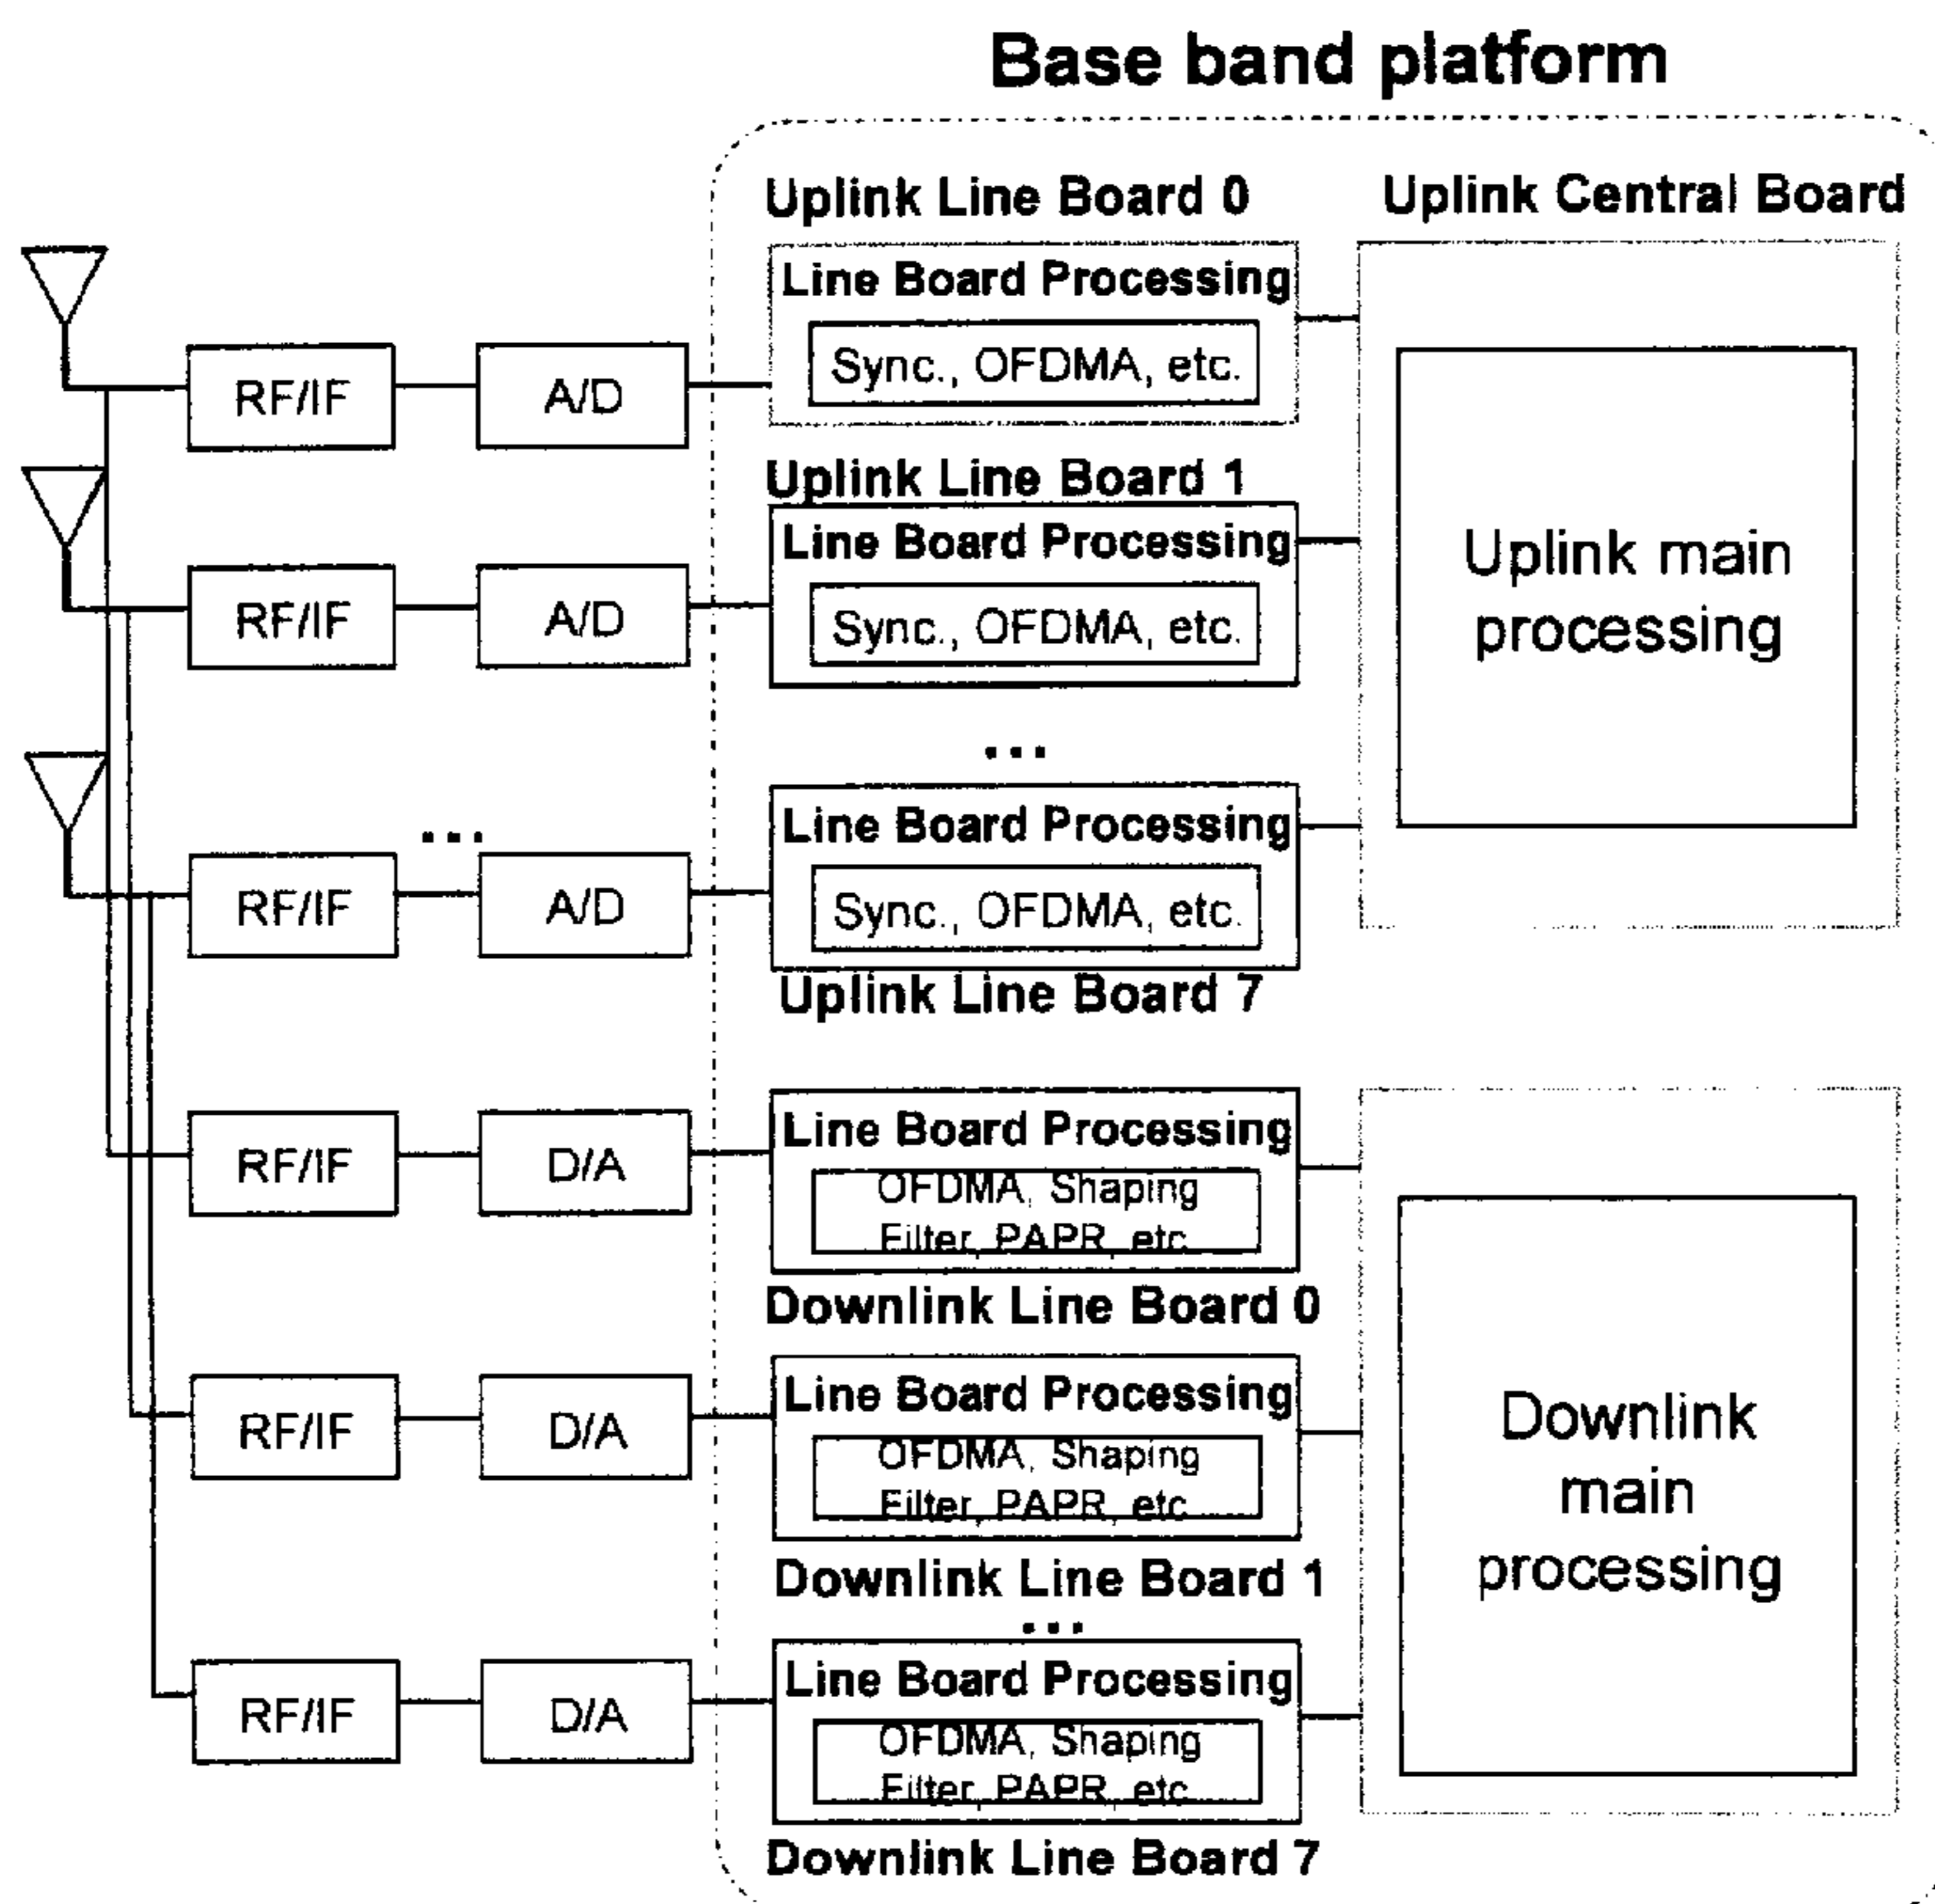 Base band platform
Uplink Line Board 0
Uplink Central Board
Line Board Processing
Sync., OFDMA, etc.
RF/IF
A/D
Uplink Line Board 1
Line Board Processing
Sync., OFDMA, etc.
RF/IF
A/D
Uplink main
processing
...
Line Board Processing
...
Sync., OFDMA, etc.
RF/IF
A/D
Uplink Line Board 7
Line Board Processing
RF/IF
D/A
OFDMA, Shaping
Filter, PAPR, etc.
Downlink Line Board 0
Line Board Processing
RF/IF
D/A
OFDMA, Shaping
Filter, PAPR, etc.
Downlink
main
processing
Downlink Line Board 1
...
Line Board Processing
RF/IF
D/A
OFDMA, Shaping
Filter, PAPR, etc.
Downlink Line Board 7